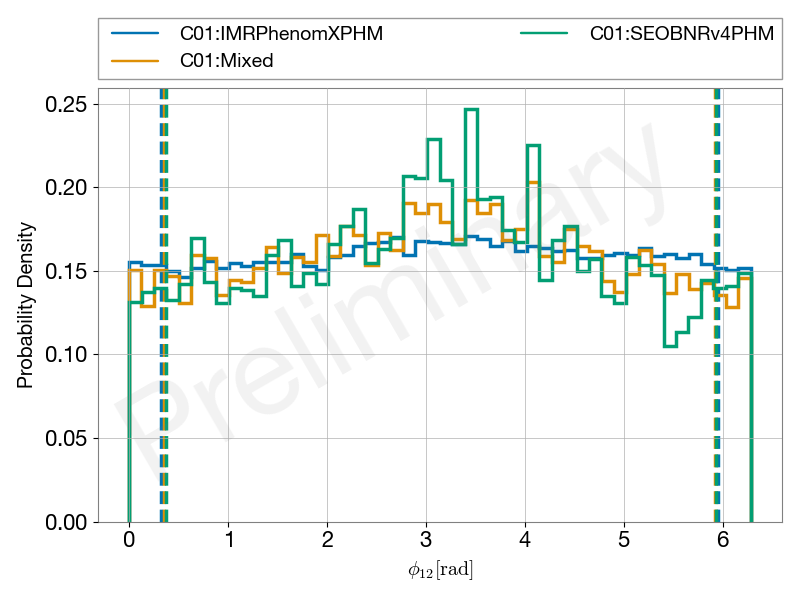 C01:IMRPhenomXPHM
C01:Mixed
C01:SEOBNRv4PHM
Probability Density
0.25
0.20
0.15
0.10
0.05
0.00
Preliminary
0 1 2 3 4 5 6
ϕ₁₂[rad]